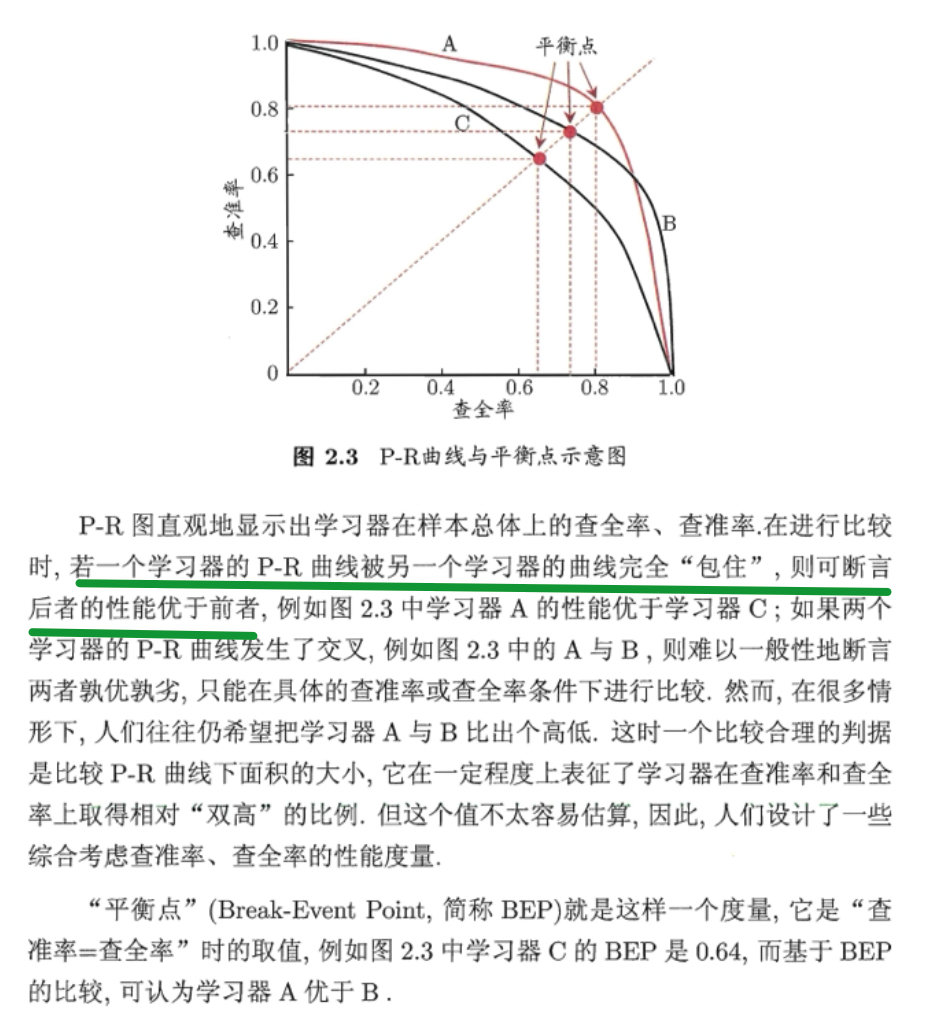 1.0
A
平衡点
0.8
C
0.6
查准率
B
0.4
0.2
0
0.2
0.4
0.6
0.8
1.0
查全率
图 2.3 P-R曲线与平衡点示意图
P-R 图直观地显示出学习器在样本总体上的查全率、查准率.在进行比较
时, 若一个学习器的 P-R 曲线被另一个学习器的曲线完全“包住”, 则可断言
后者的性能优于前者, 例如图 2.3 中学习器 A 的性能优于学习器 C; 如果两个
学习器的 P-R 曲线发生了交叉, 例如图 2.3 中的 A 与 B, 则难以一般性地断言
两者孰优孰劣, 只能在具体的查准率或查全率条件下进行比较. 然而, 在很多情
形下, 人们往往仍希望把学习器 A 与 B 比出个高低. 这时一个比较合理的判据
是比较 P-R 曲线下面积的大小, 它在一定程度上表征了学习器在查准率和查全
率上取得相对“双高”的比例. 但这个值不太容易估算, 因此, 人们设计了一些
综合考虑查准率、查全率的性能度量.
“平衡点”(Break-Event Point, 简称 BEP)就是这样一个度量, 它是“查
准率=查全率”时的取值, 例如图 2.3 中学习器 C 的 BEP 是 0.64, 而基于 BEP
的比较, 可认为学习器 A 优于 B.